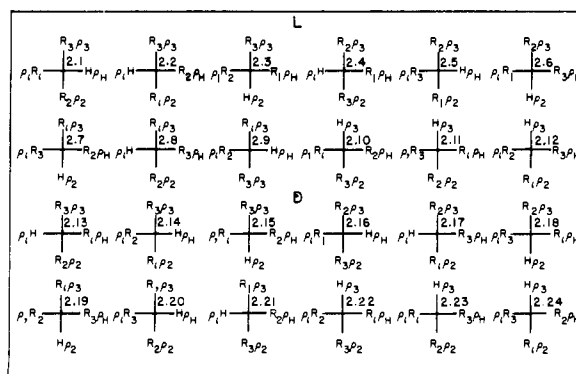 L
R₃ρ₃ R₃ρ₃ R₃ρ₃ R₂ρ₃ R₂ρ₃ R₂ρ₃
2.1 2.2 2.3 2.4 2.5 2.6
ρ₁R₁ HρH ρ₁H R₂ρH ρ₁R₂ R₁ρH ρ₁H R₁ρH ρ₁R₃ HρH ρ₁R₁ R₃ρH
R₂ρ₂ R₁ρ₂ Hρ₂ R₃ρ₂ R₁ρ₂ Hρ₂
R₁ρ₃ R₁ρ₃ R₁ρ₃ Hρ₃ Hρ₃ Hρ₃
2.7 2.8 2.9 2.10 2.11 2.12
ρ₁R₃ R₂ρH ρ₁H R₃ρH ρ₁R₂ HρH ρ₁R₁ R₂ρH ρ₁R₃ R₁ρH ρ₁R₂ R₃ρH
Hρ₂ R₂ρ₂ R₃ρ₃ R₃ρ₂ R₂ρ₂ R₁ρ₂
D
R₃ρ₃ R₃ρ₃ R₃ρ₃ R₂ρ₃ R₂ρ₃ R₂ρ₃
2.13 2.14 2.15 2.16 2.17 2.18
ρ₁H R₁ρH ρ₁R₂ HρH ρ₁R₁ R₂ρH ρ₁R₁ HρH ρ₁H R₃ρH ρ₁R₃ R₁ρH
R₂ρ₂ R₁ρ₂ Hρ₂ R₃ρ₂ R₁ρ₂ Hρ₂
R₁ρ₃ R₁ρ₃ R₁ρ₃ Hρ₃ Hρ₃ Hρ₃
2.19 2.20 2.21 2.22 2.23 2.24
ρ₁R₂ R₃ρH ρ₁R₃ HρH ρ₁H R₂ρH ρ₁R₂ R₁ρH ρ₁R₁ R₃ρH ρ₁R₃ R₂ρH
Hρ₂ R₂ρ₂ R₃ρ₂ R₃ρ₂ R₂ρ₂ R₁ρ₂